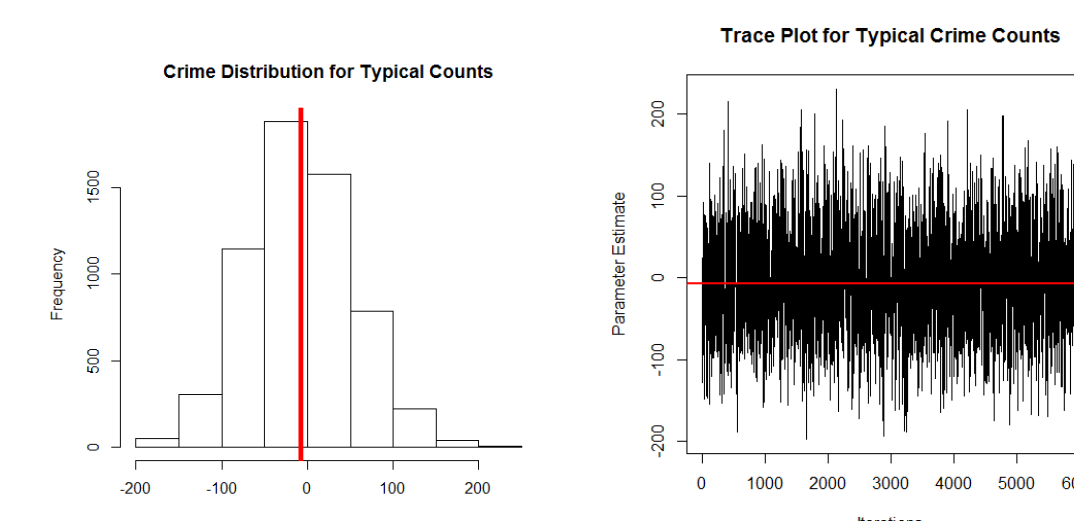 Crime Distribution for Typical Counts
Frequency
1500
1000
500
0
-200 -100 0 100 200
Trace Plot for Typical Crime Counts
Parameter Estimate
200
100
0
-100
-200
0 1000 2000 3000 4000 5000
Iterations